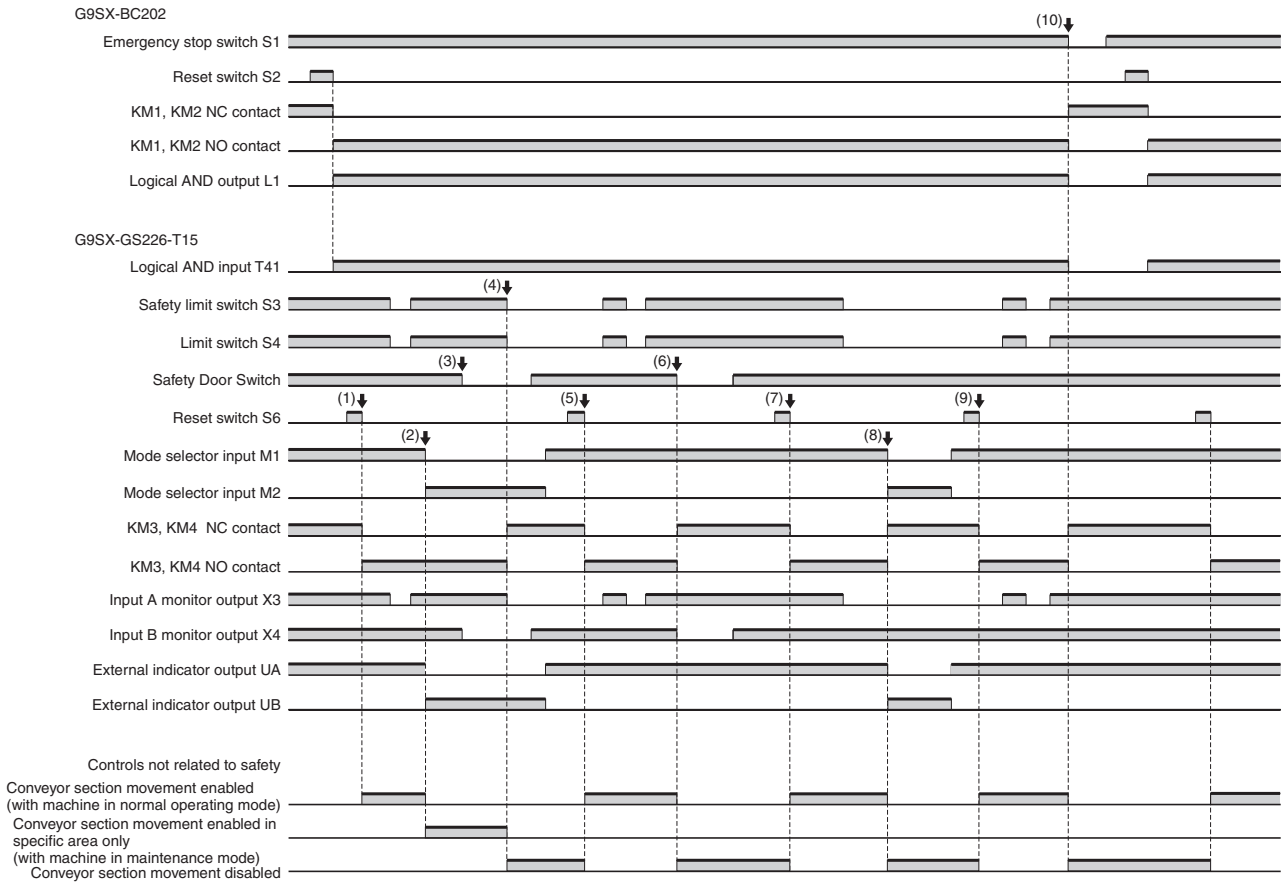 G9SX-BC202
(10)
Emergency stop switch S1
Reset switch S2
KM1, KM2 NC contact
KM1, KM2 NO contact
Logical AND output L1
G9SX-GS226-T15
Logical AND input T41
(4)
Safety limit switch S3
Limit switch S4
(3)
(6)
Safety Door Switch
(1)
(5)
(7)
(9)
Reset switch S6
(2)
(8)
Mode selector input M1
Mode selector input M2
KM3, KM4 NC contact
KM3, KM4 NO contact
Input A monitor output X3
Input B monitor output X4
External indicator output UA
External indicator output UB
Controls not related to safety
Conveyor section movement enabled
(with machine in normal operating mode)
Conveyor section movement enabled in
specific area only
(with machine in maintenance mode)
Conveyor section movement disabled